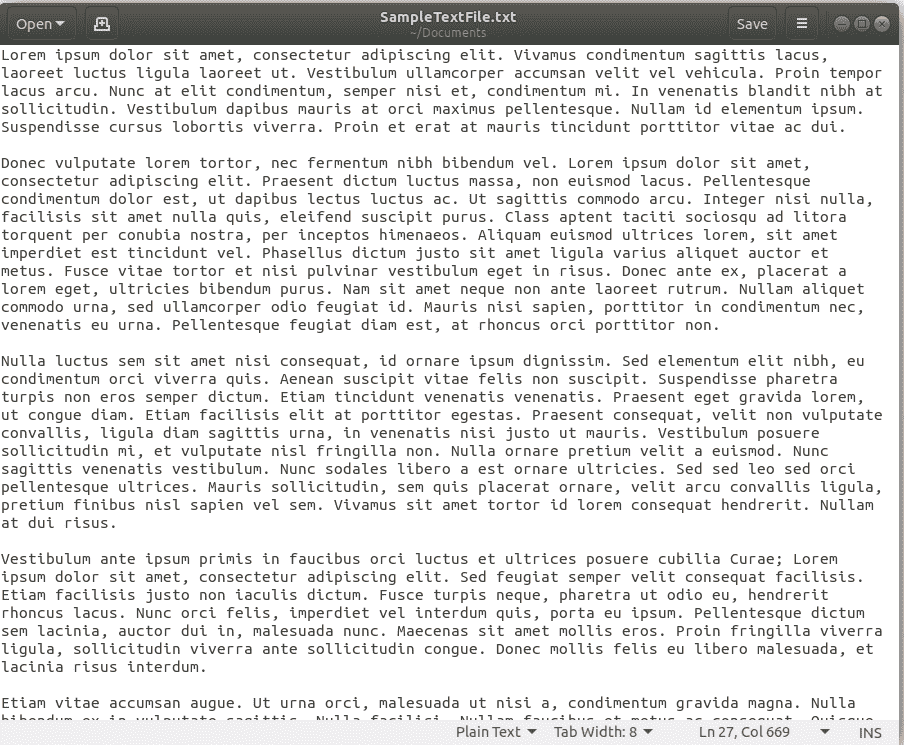 Open
SampleTextFile.txt
~/Documents
Save
Lorem ipsum dolor sit amet, consectetur adipiscing elit. Vivamus condimentum sagittis lacus,
laoreet luctus ligula laoreet ut. Vestibulum ullamcorper accumsan velit vel vehicula. Proin tempor
lacus arcu. Nunc at elit condimentum, semper nisi et, condimentum mi. In venenatis blandit nibh at
sollicitudin. Vestibulum dapibus mauris at orci maximus pellentesque. Nullam id elementum ipsum.
Suspendisse cursus lobortis viverra. Proin et erat at mauris tincidunt porttitor vitae ac dui.
Donec vulputate lorem tortor, nec fermentum nibh bibendum vel. Lorem ipsum dolor sit amet,
consectetur adipiscing elit. Praesent dictum luctus massa, non euismod lacus. Pellentesque
condimentum dolor est, ut dapibus lectus luctus ac. Ut sagittis commodo arcu. Integer nisi nulla,
facilisis sit amet nulla quis, eleifend suscipit purus. Class aptent taciti sociosqu ad litora
torquent per conubia nostra, per inceptos himenaeos. Aliquam euismod ultrices lorem, sit amet
imperdiet est tincidunt vel. Phasellus dictum justo sit amet ligula varius aliquet auctor et
metus. Fusce vitae tortor et nisi pulvinar vestibulum eget in risus. Donec ante ex, placerat a
lorem eget, ultricies bibendum purus. Nam sit amet neque non ante laoreet rutrum. Nullam aliquet
commodo urna, sed ullamcorper odio feugiat id. Mauris nisi sapien, porttitor in condimentum nec,
venenatis eu urna. Pellentesque feugiat diam est, at rhoncus orci porttitor non.
Nulla luctus sem sit amet nisi consequat, id ornare ipsum dignissim. Sed elementum elit nibh, eu
condimentum orci viverra quis. Aenean suscipit vitae felis non suscipit. Suspendisse pharetra
turpis non eros semper dictum. Etiam tincidunt venenatis venenatis. Praesent eget gravida lorem,
ut congue diam. Etiam facilisis elit at porttitor egestas. Praesent consequat, velit non vulputate
convallis, ligula diam sagittis urna, in venenatis nisi justo ut mauris. Vestibulum posuere
sollicitudin mi, et vulputate nisl fringilla non. Nulla ornare pretium velit a euismod. Nunc
sagittis venenatis vestibulum. Nunc sodales libero a est ornare ultricies. Sed sed leo sed orci
pellentesque ultrices. Mauris sollicitudin, sem quis placerat ornare, velit arcu convallis ligula,
pretium finibus nisl sapien vel sem. Vivamus sit amet tortor id lorem consequat hendrerit. Nullam
at dui risus.
Vestibulum ante ipsum primis in faucibus orci luctus et ultrices posuere cubilia Curae; Lorem
ipsum dolor sit amet, consectetur adipiscing elit. Sed feugiat semper velit consequat facilisis.
Etiam facilisis justo non iaculis dictum. Fusce turpis neque, pharetra ut odio eu, hendrerit
rhoncus lacus. Nunc orci felis, imperdiet vel interdum quis, porta eu ipsum. Pellentesque dictum
sem lacinia, auctor dui in, malesuada nunc. Maecenas sit amet mollis eros. Proin fringilla viverra
ligula, sollicitudin viverra ante sollicitudin congue. Donec mollis felis eu libero malesuada, et
lacinia risus interdum.
Etiam vitae accumsan augue. Ut urna orci, malesuada ut nisi a, condimentum gravida magna. Nulla
bibendum ex in vulputate sagittis. Nulla facilisi. Nullam faucibus et metus ac consequat. Quisque
Plain Text
Tab Width: 8
Ln 27, Col 669
INS